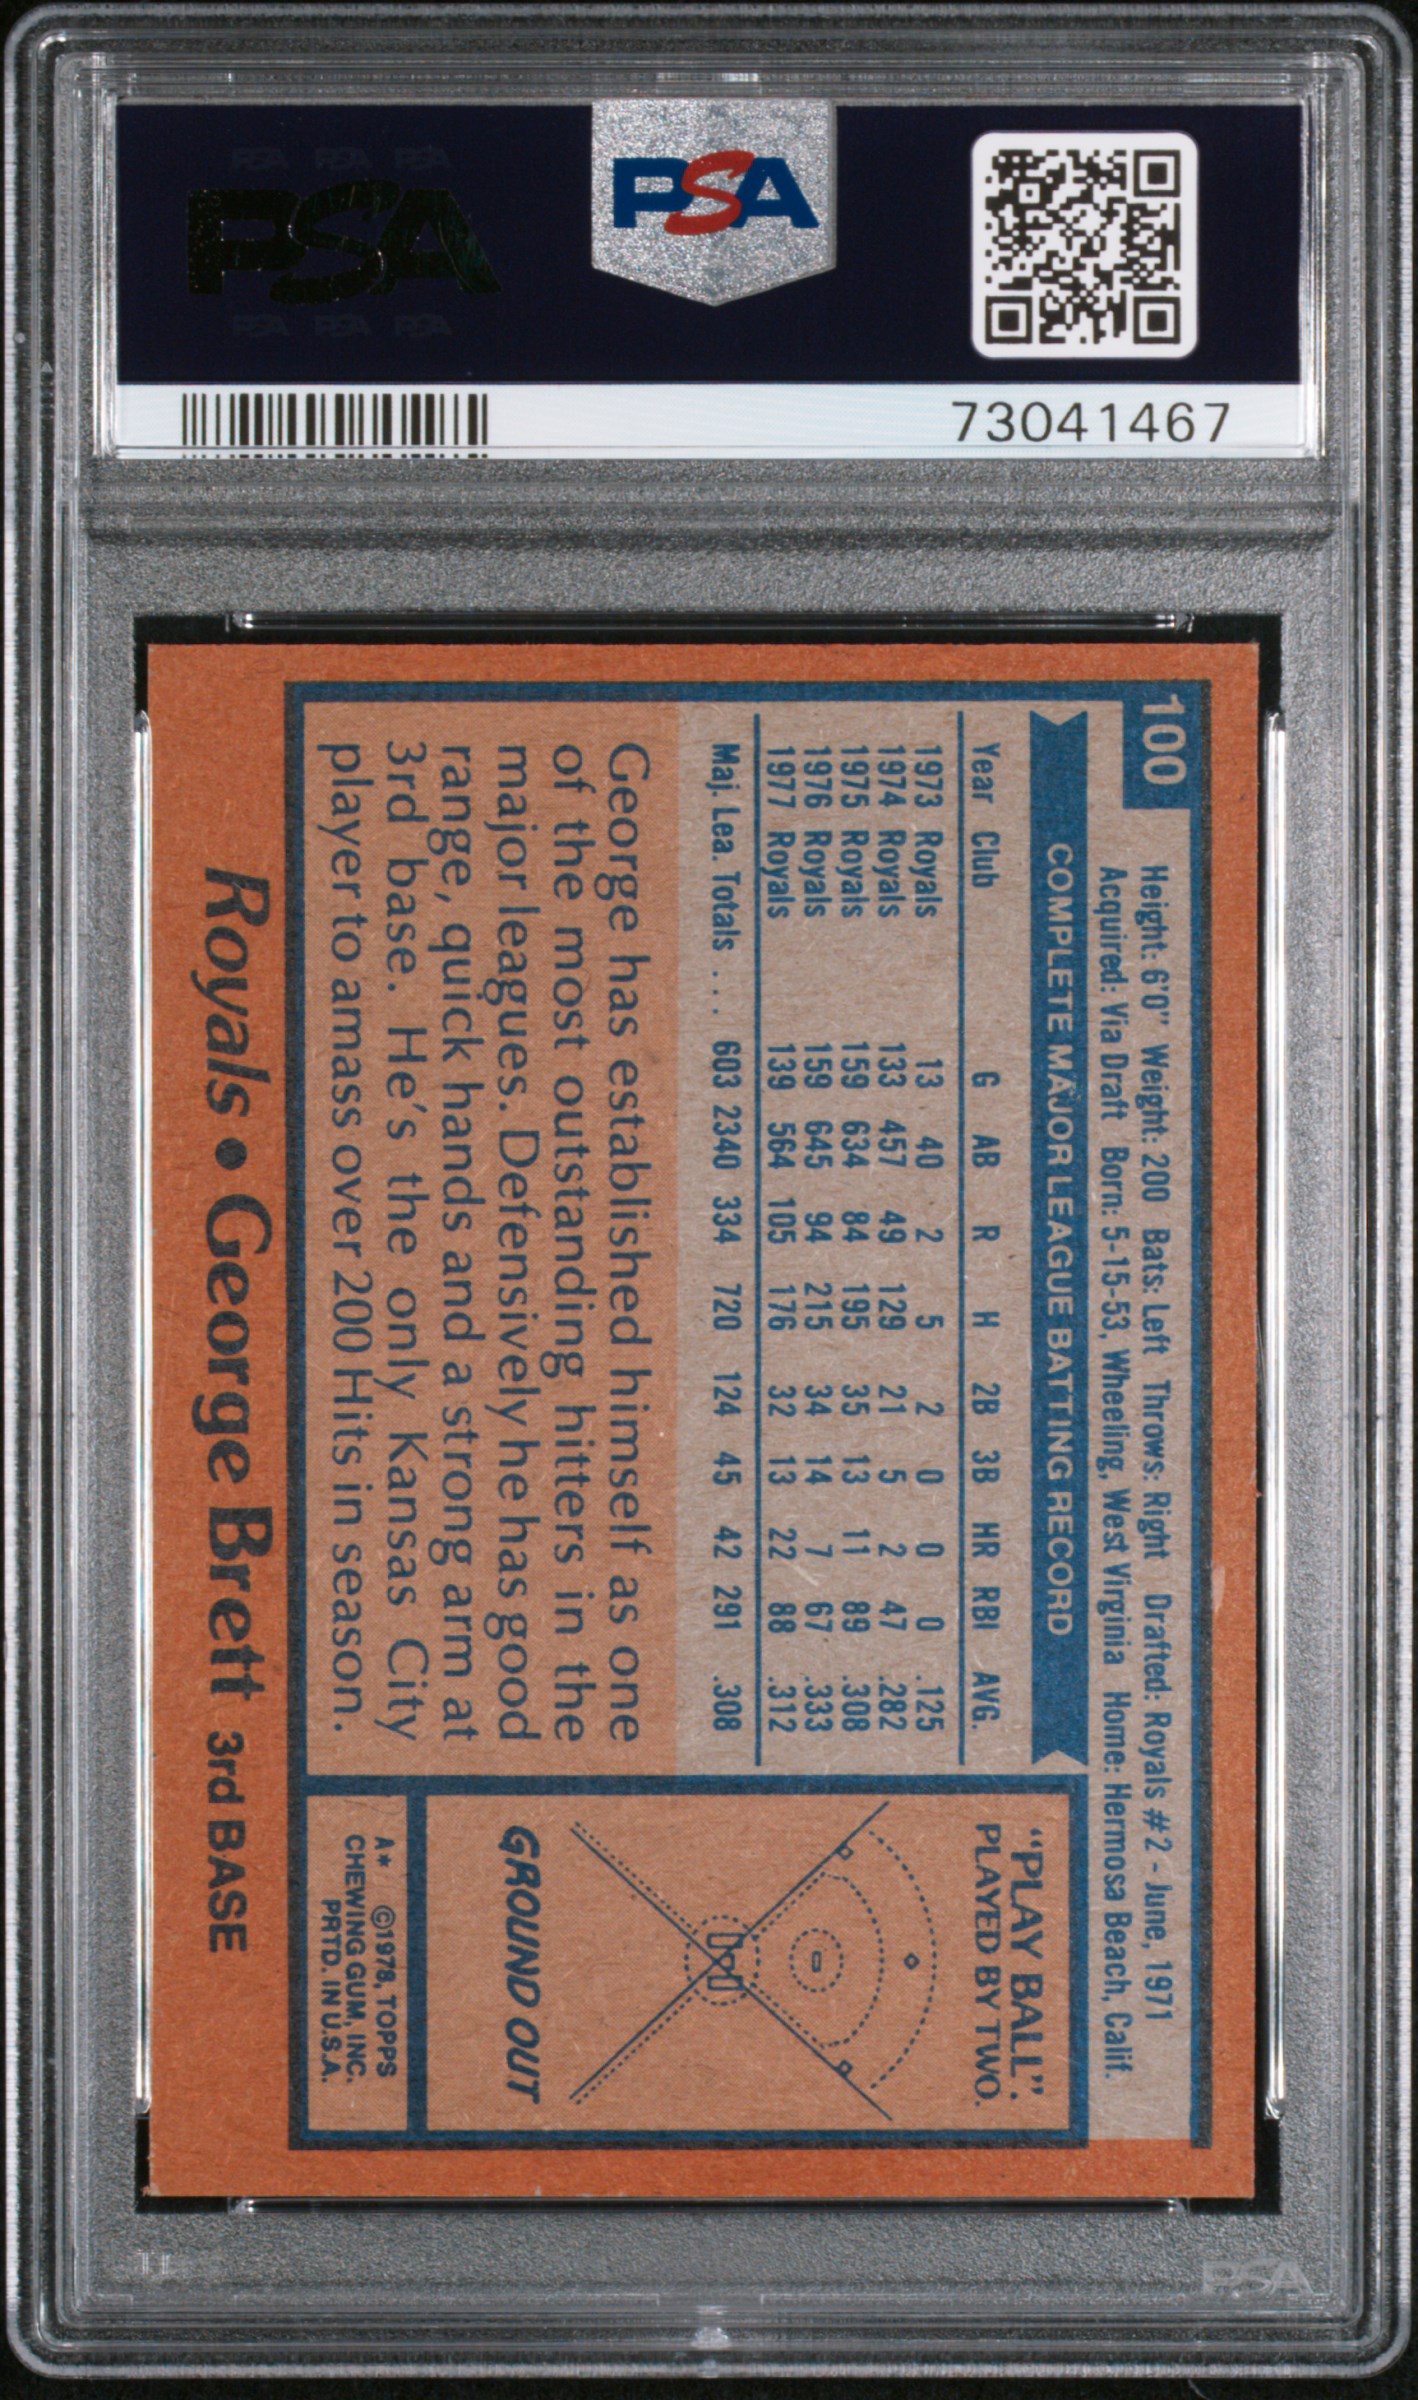 PSA PSA PSA
PSA
PSA PSA PSA
PSA
73041467
100
Height: 6'0" Weight: 200 Bats: Left Throws: Right Drafted: Royals #2 - June, 1971
Acquired: Via Draft Born: 5-15-53, Wheeling, West Virginia Home: Hermosa Beach, Calif.
COMPLETE MAJOR LEAGUE BATTING RECORD
Year Club G AB R H 2B 3B HR RBI AVG.
1973 Royals 13 40 2 5 2 0 0 0 .125
1974 Royals 133 457 49 129 21 5 2 47 .282
1975 Royals 159 634 84 195 35 13 11 89 .308
1976 Royals 159 645 94 215 34 14 7 67 .333
1977 Royals 139 564 105 176 32 13 22 88 .312
Maj. Lea. Totals . . . 603 2340 334 720 124 45 42 291 .308
George has established himself as one
of the most outstanding hitters in the
major leagues. Defensively he has good
range, quick hands and a strong arm at
3rd base. He's the only Kansas City
player to amass over 200 Hits in season.
"PLAY BALL".
PLAYED BY TWO.
GROUND OUT
A* ©1978, TOPPS
CHEWING GUM, INC.
PRTD. IN U.S.A.
Royals • George Brett 3rd BASE
PSA